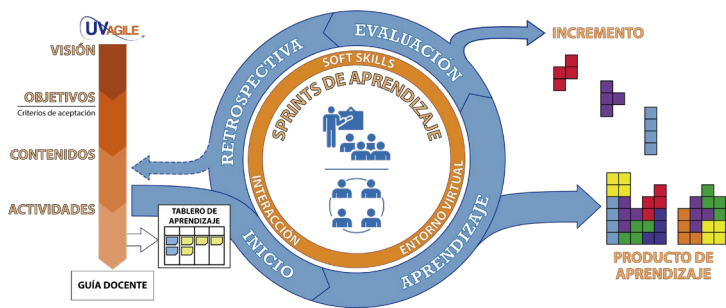 UVAGILE
VISIÓN
OBJETIVOS
Criterios de aceptación
CONTENIDOS
ACTIVIDADES
TABLERO DE
APRENDIZAJE
GUÍA DOCENTE
RETROSPECTIVA
EVALUACIÓN
INICIO
APRENDIZAJE
SOFT SKILLS
SPRINTS DE APRENDIZAJE
INTERACCIÓN
ENTORNO VIRTUAL
INCREMENTO
PRODUCTO DE
APRENDIZAJE